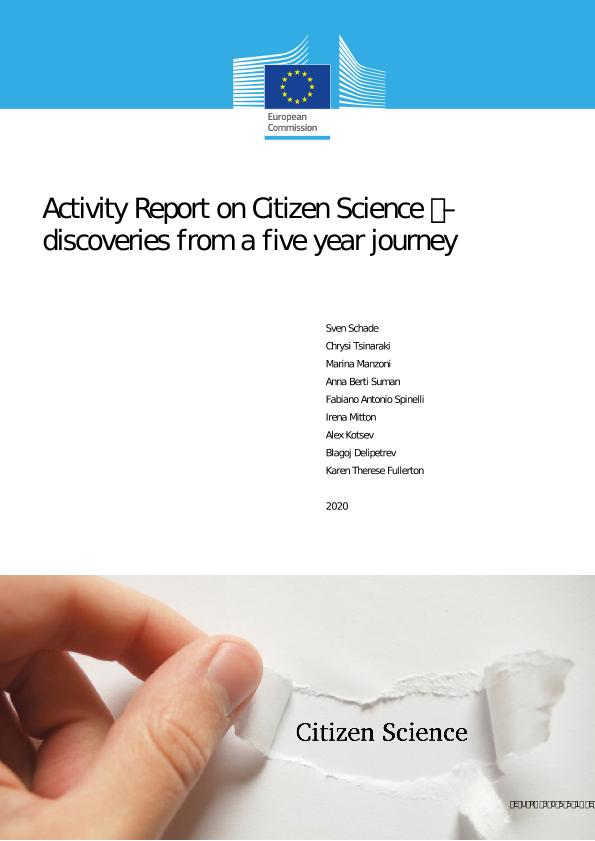 European
Commission
Activity Report on Citizen Science –
discoveries from a five year journey
Sven Schade
Chrysi Tsinaraki
Marina Manzoni
Anna Berti Suman
Fabiano Antonio Spinelli
Irena Mitton
Alex Kotsev
Blagoj Delipetrev
Karen Therese Fullerton
2020
Citizen Science
EUR 30551 E